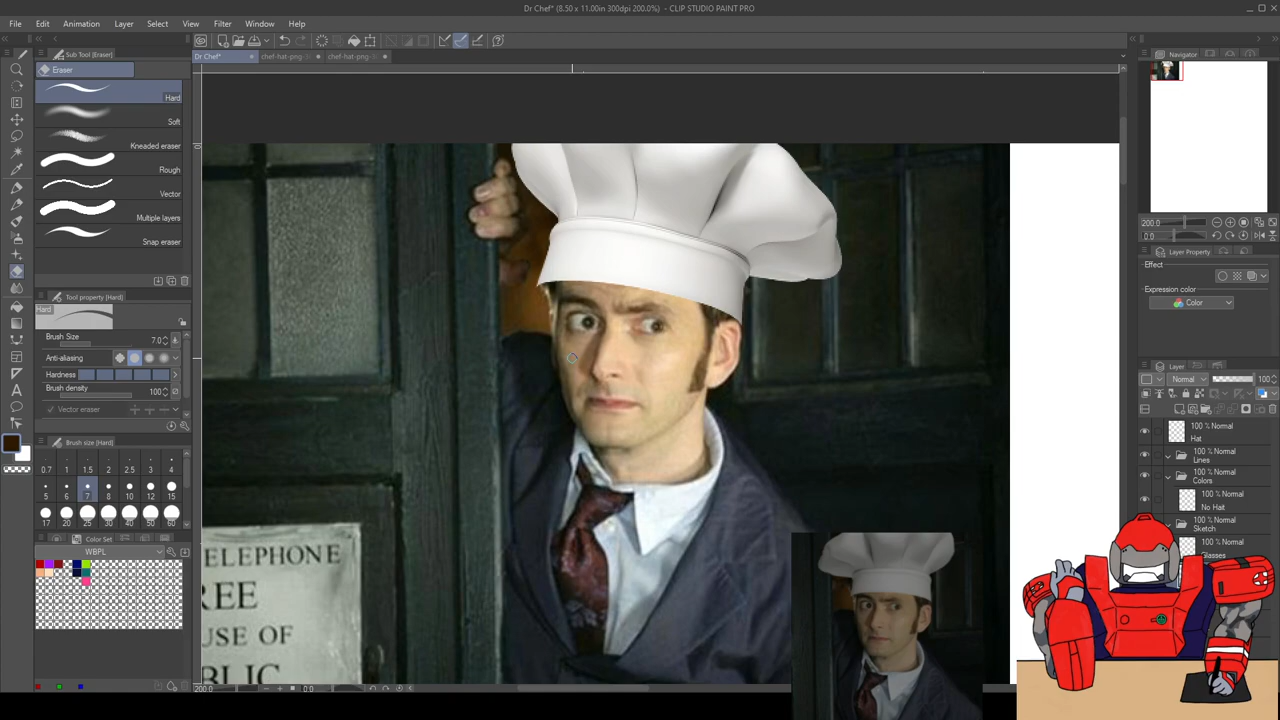 Dr Chef* (8.50 x 11.00in 300dpi 200.0%) - CLIP STUDIO PAINT PRO
File Edit Animation Layer Select View Filter Window Help
Sub Tool [Eraser]
Eraser
Hard
Soft
Kneaded eraser
Rough
Vector
Multiple layers
Snap eraser
Tool property [Hard]
Hard
Brush Size 7.0
Anti-aliasing
Hardness
Brush density 100
Vector eraser
Brush size [Hard]
0.7 1 1.5 2 2.5 3 4
5 6 7 8 10 12 15
17 20 25 30 40 50 60
Color Set
WBPL
Dr Chef* chef-hat-png- chef-hat-png-
ELEPHONE
REE
USE OF
BLIC
200.0 0.0
Navigator
200.0
0.0
Layer Property
Effect
Expression color
Color
Layer
Normal 100
100 % Normal
Hat
100 % Normal
Lines
100 % Normal
Colors
100 % Normal
No Hait
100 % Normal
Sketch
100 % Normal
Glasses